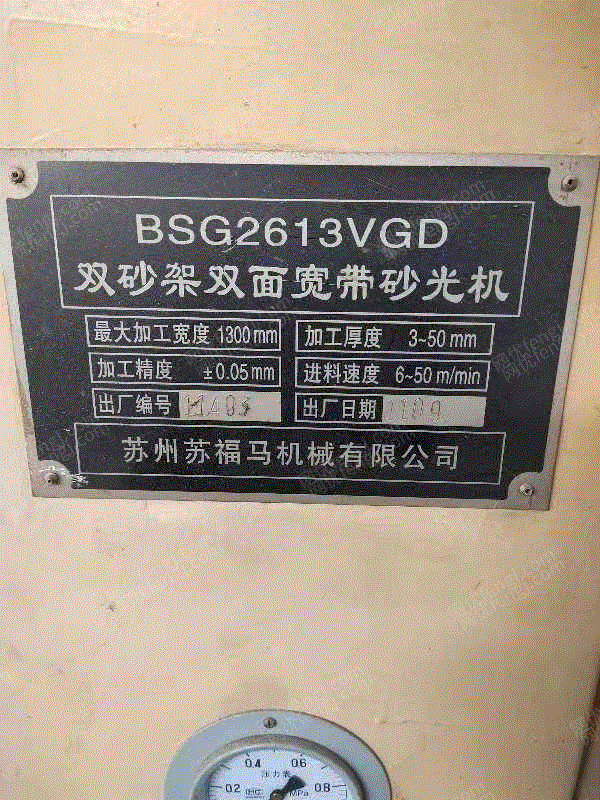 BSG2613VGD
双砂架双面宽带砂光机
最大加工宽度 1300mm 加工厚度 3~50 mm
加工精度 ±0.05mm 进料速度 6~50 m/min
出厂编号 出厂日期
苏州苏福马机械有限公司
0.4 0.6
压力表
0.2 MPa 0.8